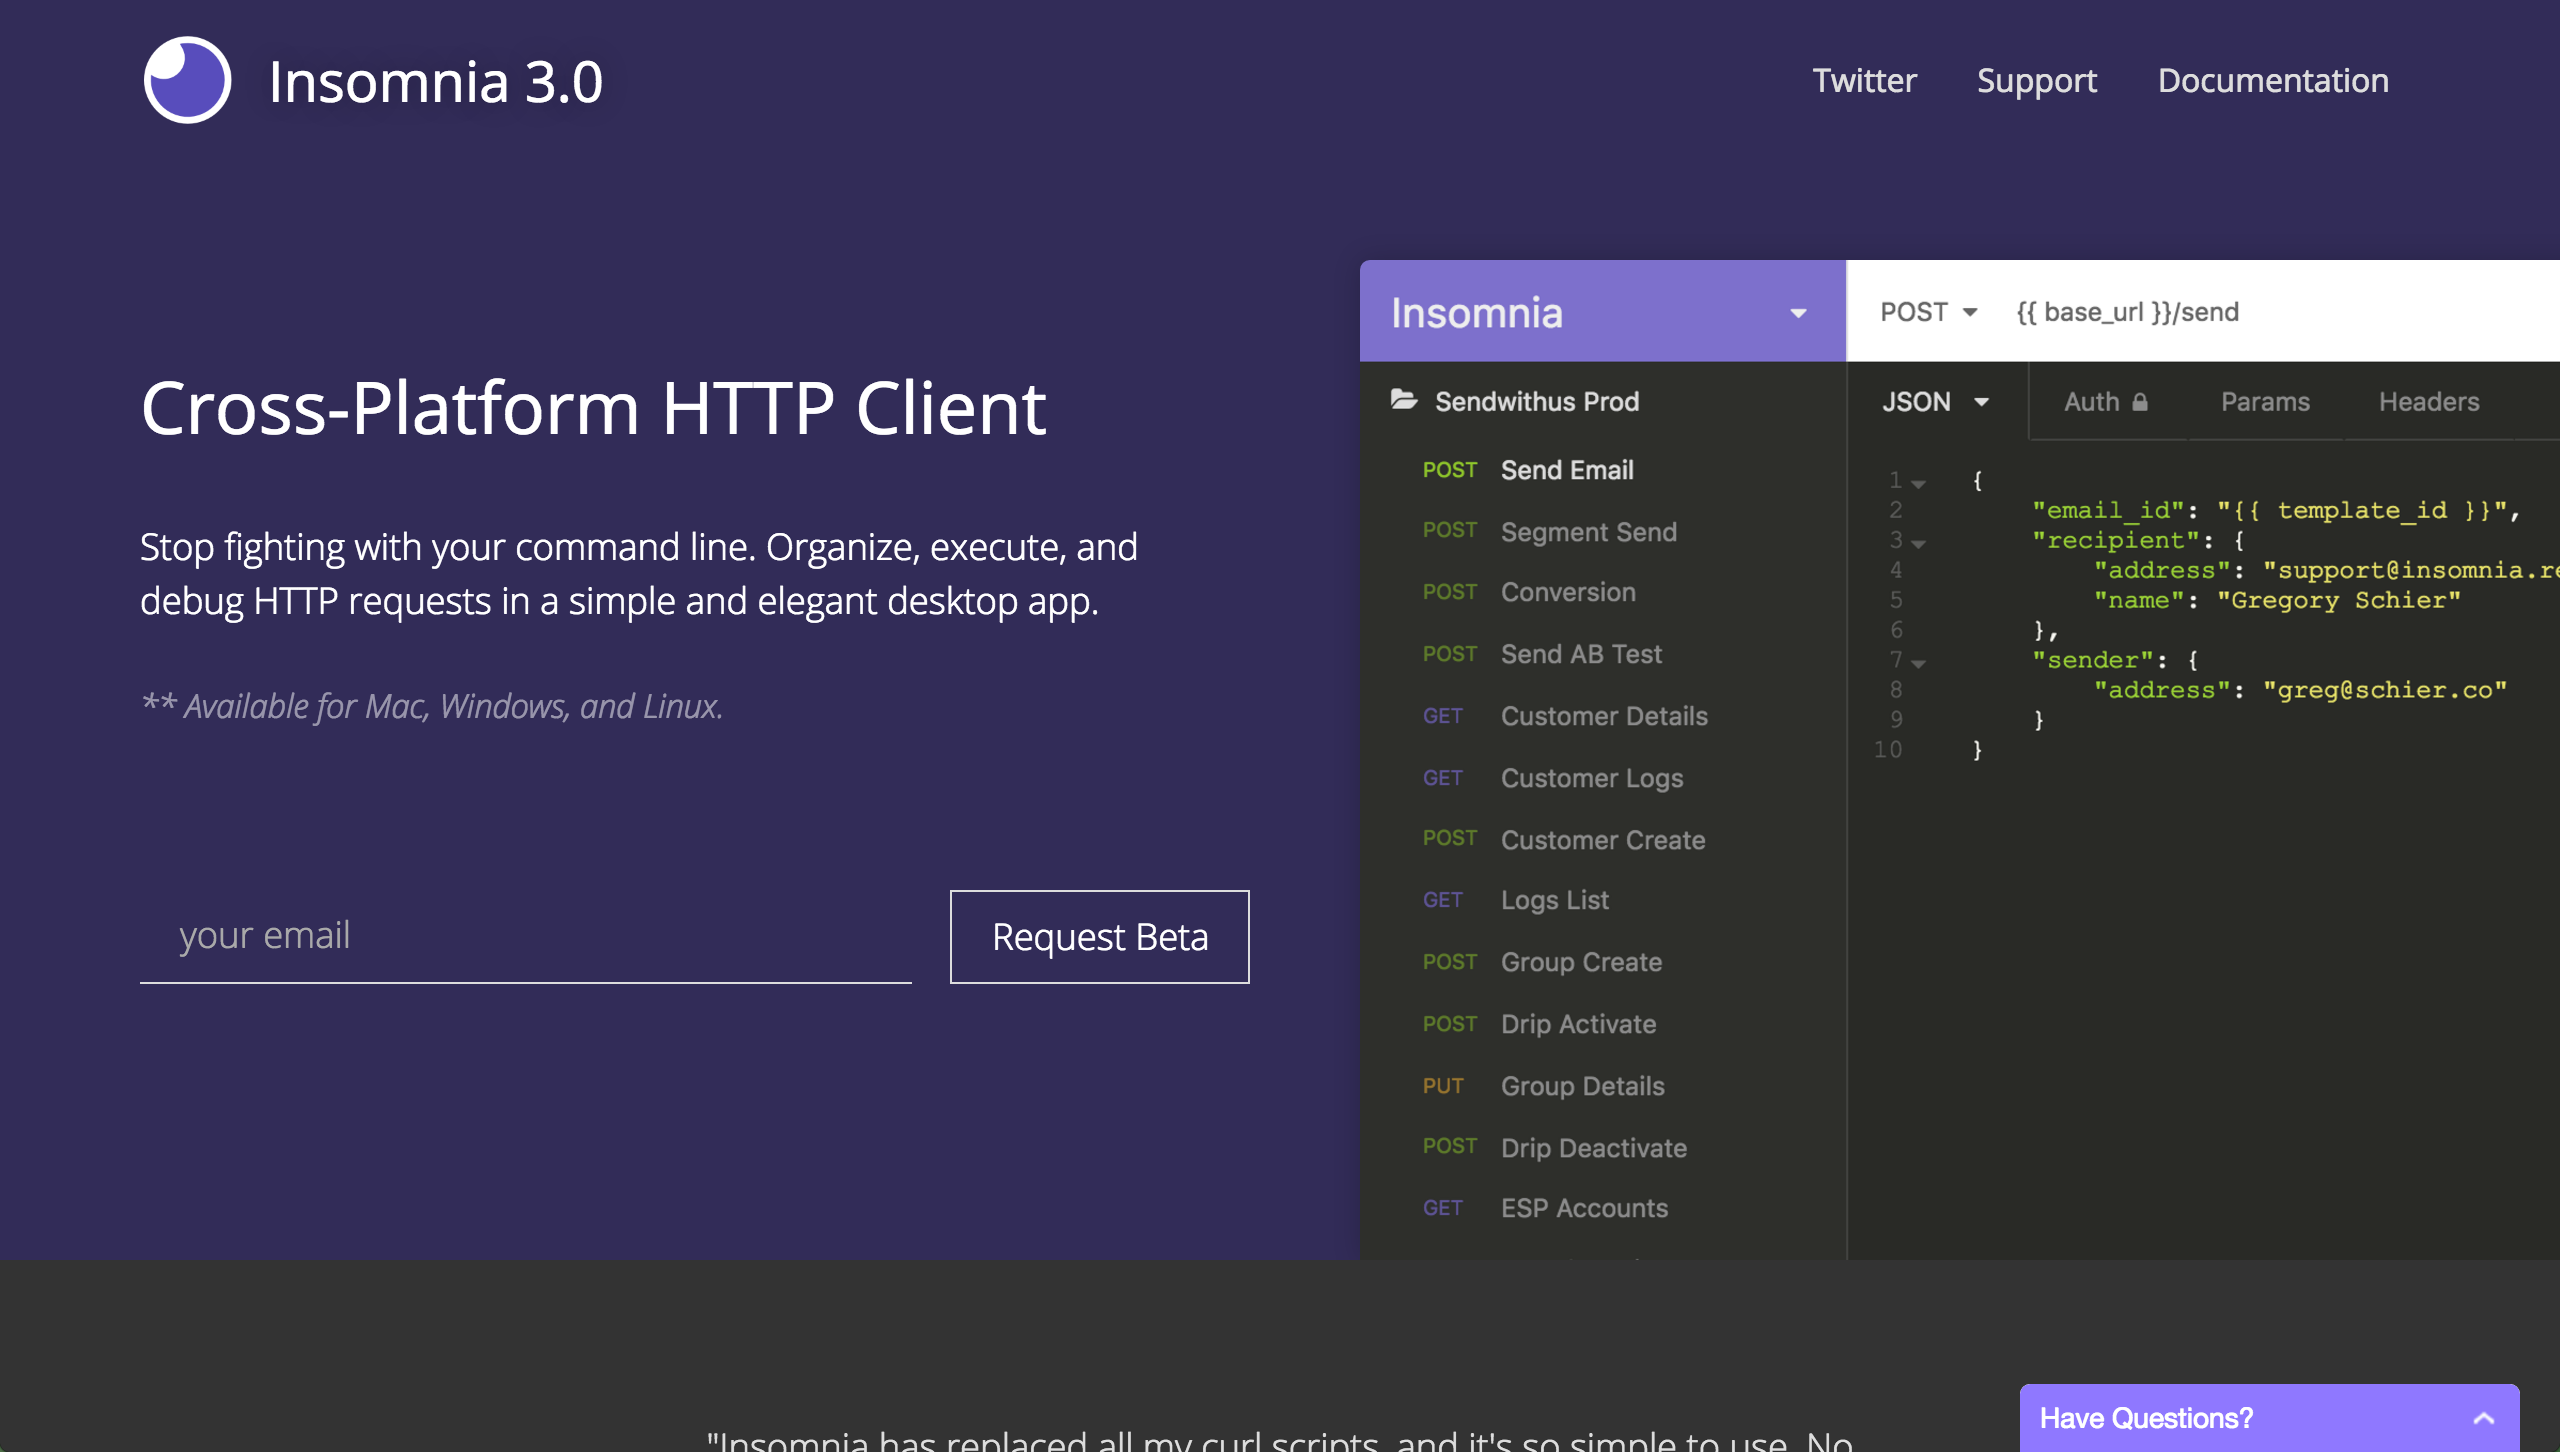 Insomnia 3.0
Twitter Support Documentation
Cross-Platform HTTP Client
Stop fighting with your command line. Organize, execute, and
debug HTTP requests in a simple and elegant desktop app.
** Available for Mac, Windows, and Linux.
your email
Request Beta
Insomnia
POST {{ base_url }}/send
Sendwithus Prod
POST Send Email
POST Segment Send
POST Conversion
POST Send AB Test
GET Customer Details
GET Customer Logs
POST Customer Create
GET Logs List
POST Group Create
POST Drip Activate
PUT Group Details
POST Drip Deactivate
GET ESP Accounts
JSON Auth Params Headers
1 {
2 "email_id": "{{ template_id }}",
3 "recipient": {
4 "address": "support@insomnia.re
5 "name": "Gregory Schier"
6 },
7 "sender": {
8 "address": "greg@schier.co"
9 }
10 }
"Insomnia has replaced all my curl scripts, and it's so simple to use. No
Have Questions?